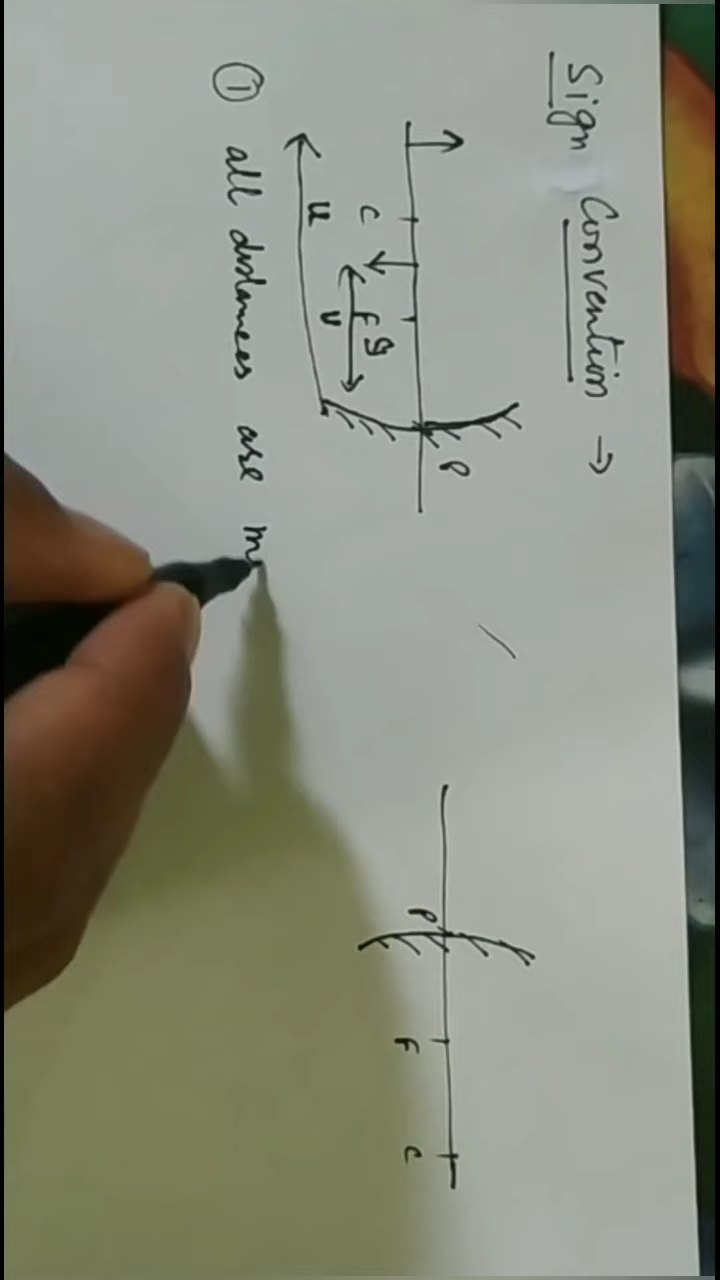 Sign Convention →
C F P
u v
P F C
① all distances are m